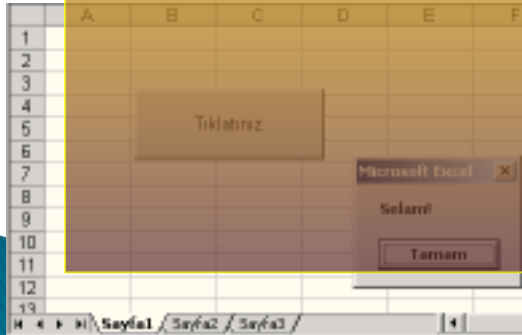 A B C D E F
1
2
3
4
5
6
7
8
9
10
11
12
13
Tıklatınız
Microsoft Excel
Selam!
Tamam
Sayfa1 / Sayfa2 / Sayfa3 /